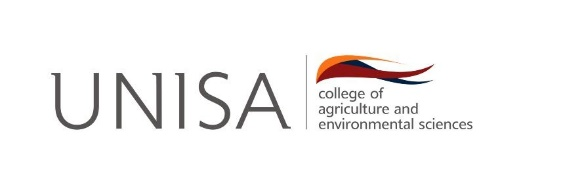 UNISA
college of
agriculture and
environmental sciences